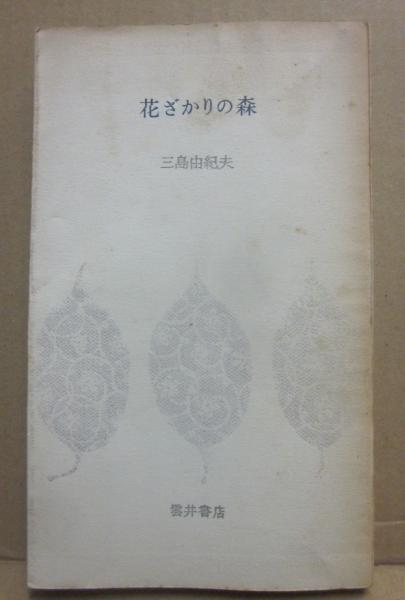 花ざかりの森
三島由紀夫
雲井書店